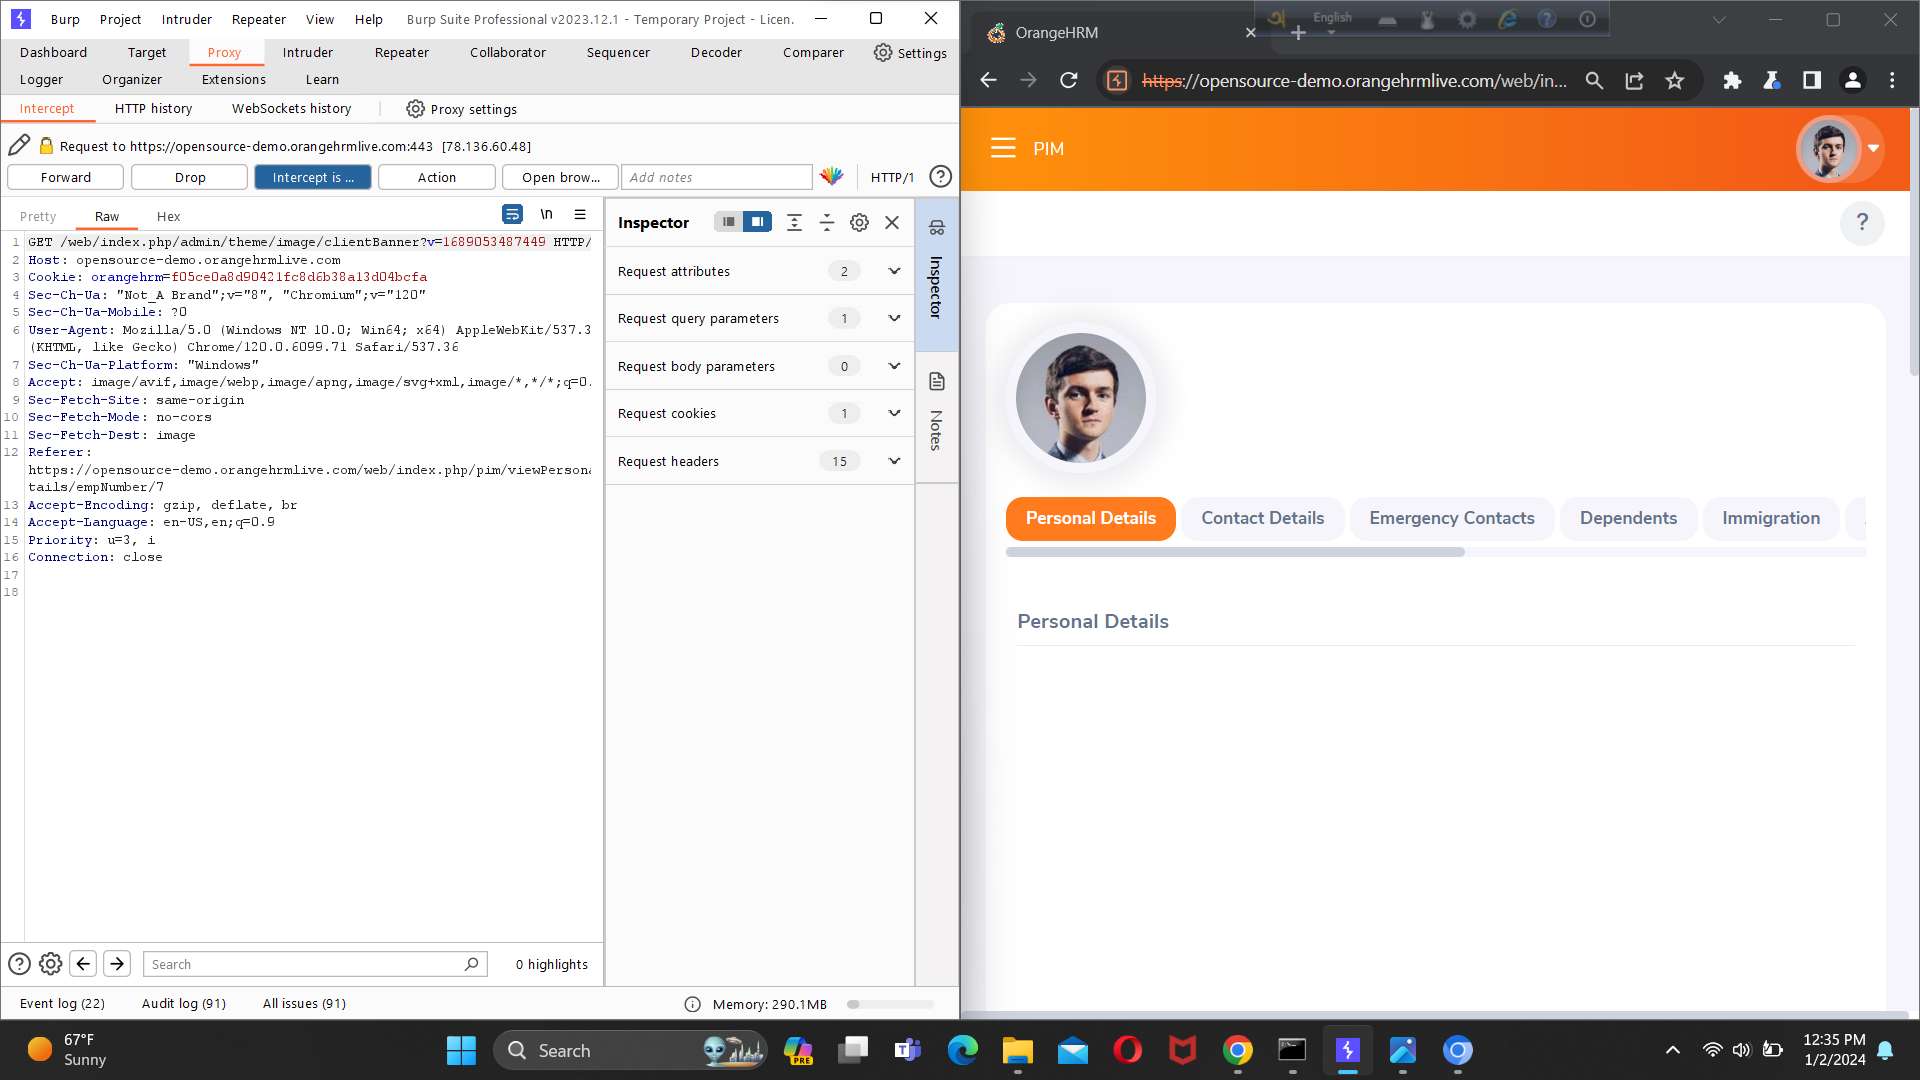 Burp Project Intruder Repeater View Help Burp Suite Professional v2023.12.1 - Temporary Project - Licen.
Dashboard Target Proxy Intruder Repeater Collaborator Sequencer Decoder Comparer Settings
Logger Organizer Extensions Learn
Intercept HTTP history WebSockets history Proxy settings
Request to https://opensource-demo.orangehrmlive.com:443 [78.136.60.48]
Forward Drop Intercept is ... Action Open brow... Add notes HTTP/1 ?
Pretty Raw Hex \n
1 GET /web/index.php/admin/theme/image/clientBanner?v=1689053487449 HTTP/
2 Host: opensource-demo.orangehrmlive.com
3 Cookie: orangehrm=f05ce0a8d90421fc8d6b38a13d04bcfa
4 Sec-Ch-Ua: "Not_A Brand";v="8", "Chromium";v="120"
5 Sec-Ch-Ua-Mobile: ?0
6 User-Agent: Mozilla/5.0 (Windows NT 10.0; Win64; x64) AppleWebKit/537.3
(KHTML, like Gecko) Chrome/120.0.6099.71 Safari/537.36
7 Sec-Ch-Ua-Platform: "Windows"
8 Accept: image/avif,image/webp,image/apng,image/svg+xml,image/*,*/*;q=0.
9 Sec-Fetch-Site: same-origin
10 Sec-Fetch-Mode: no-cors
11 Sec-Fetch-Dest: image
12 Referer:
https://opensource-demo.orangehrmlive.com/web/index.php/pim/viewPersona
tails/empNumber/7
13 Accept-Encoding: gzip, deflate, br
14 Accept-Language: en-US,en;q=0.9
15 Priority: u=3, i
16 Connection: close
17
18
Inspector
Request attributes 2
Request query parameters 1
Request body parameters 0
Request cookies 1
Request headers 15
Inspector
Notes
? Search 0 highlights
Event log (22) Audit log (91) All issues (91) Memory: 290.1MB
OrangeHRM
English
https://opensource-demo.orangehrmlive.com/web/in...
PIM
?
Personal Details Contact Details Emergency Contacts Dependents Immigration
Personal Details
67°F
Sunny
Search
PRE
12:35 PM
1/2/2024